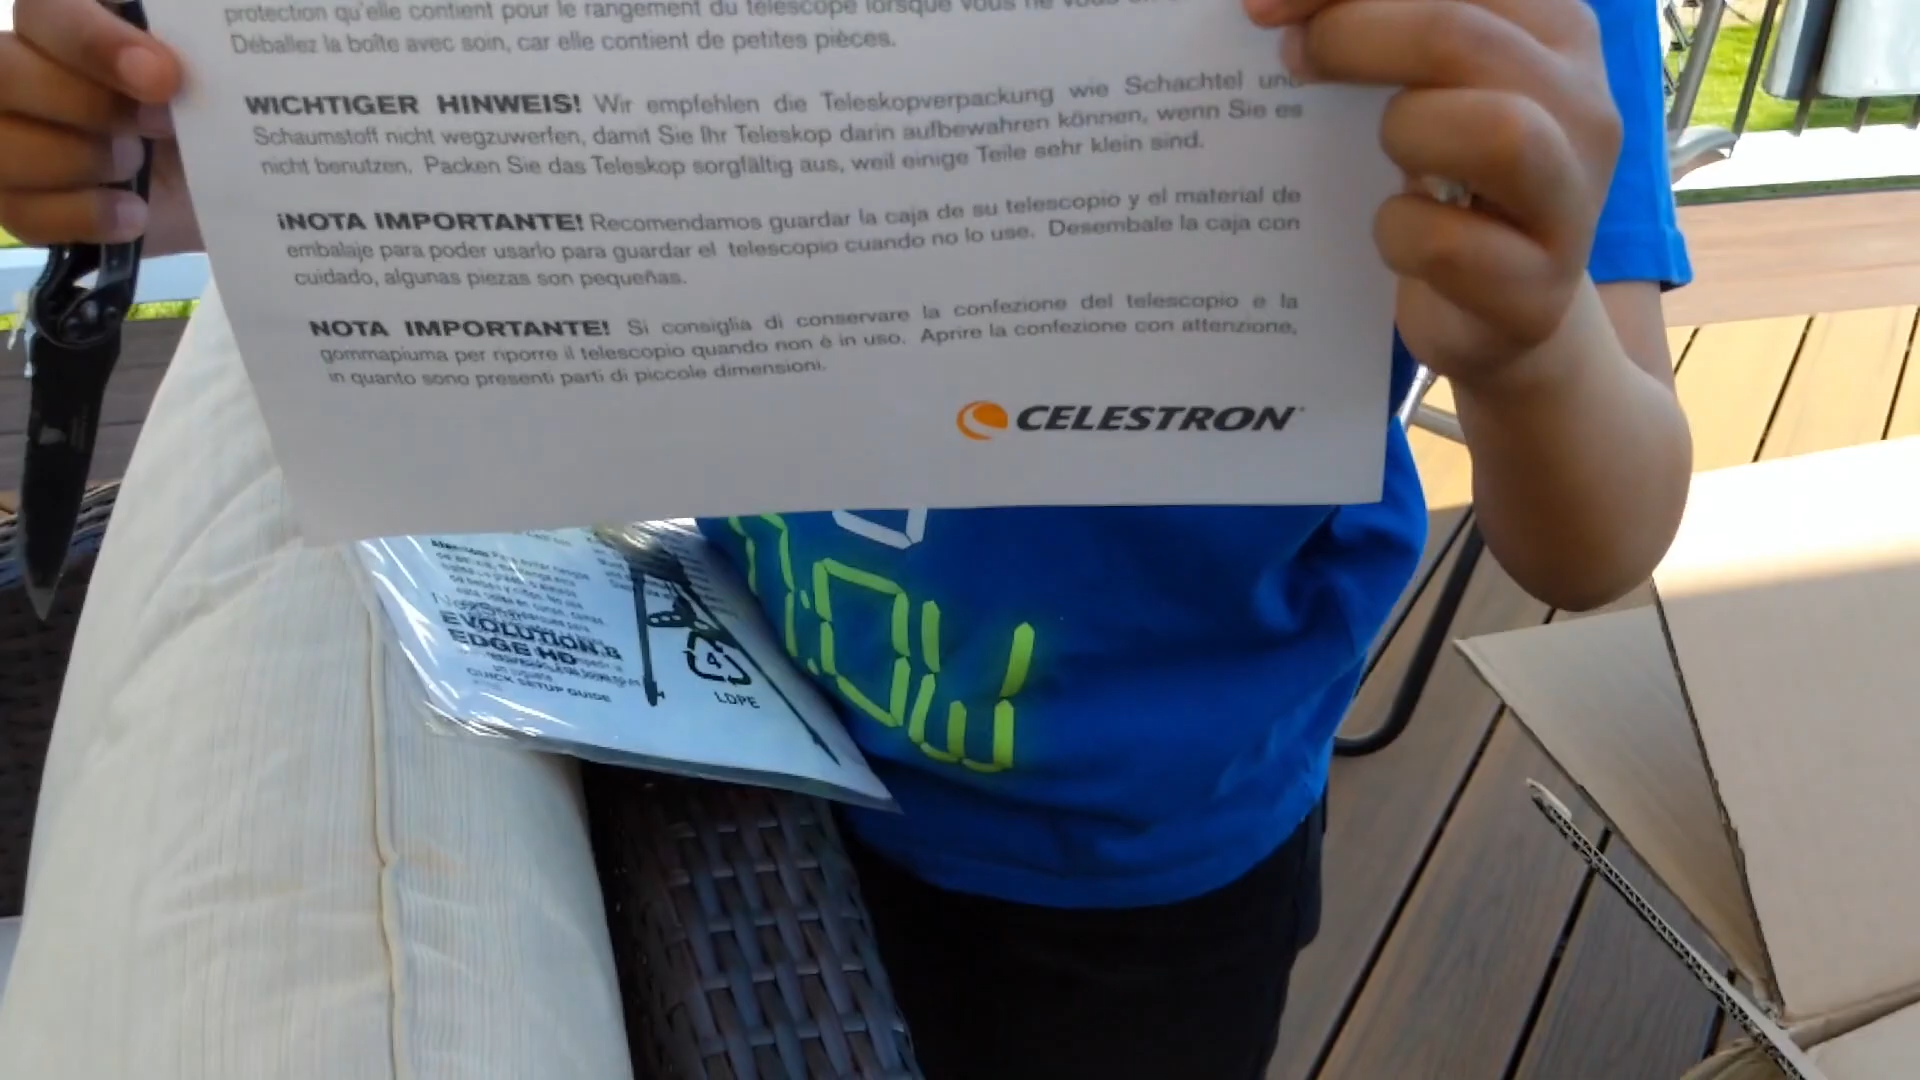 protection qu'elle contient pour le rangement du télescope lorsque vous ne vous
Déballez la boîte avec soin, car elle contient de petites pièces.
WICHTIGER HINWEIS! Wir empfehlen die Teleskopverpackung wie Schachtel und
Schaumstoff nicht wegzuwerfen, damit Sie Ihr Teleskop darin aufbewahren können, wenn Sie es
nicht benutzen. Packen Sie das Teleskop sorgfältig aus, weil einige Teile sehr klein sind.
¡NOTA IMPORTANTE! Recomendamos guardar la caja de su telescopio y el material de
embalaje para poder usarlo para guardar el telescopio cuando no lo use. Desembale la caja con
cuidado, algunas piezas son pequeñas.
NOTA IMPORTANTE! Si consiglia di conservare la confezione del telescopio e la
gommapiuma per riporre il telescopio quando non è in uso. Aprire la confezione con attenzione,
in quanto sono presenti parti di piccole dimensioni.
CELESTRON
EVOLUTION 8
EDGE HD
QUICK SETUP GUIDE
4
LDPE